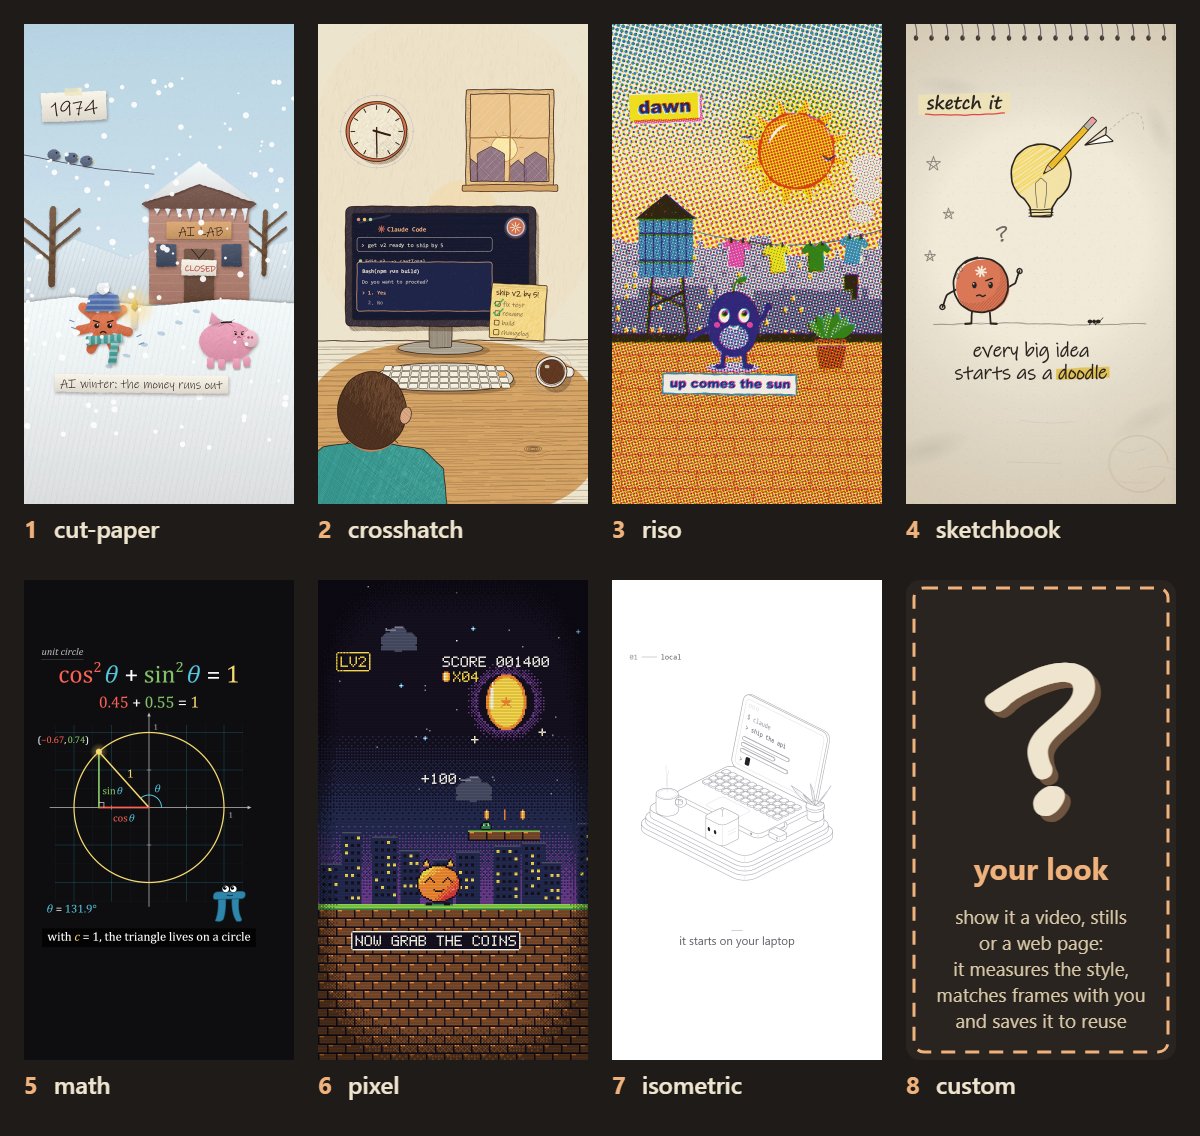 1974
AI LAB
CLOSED
AI winter: the money runs out
1 cut-paper
Claude Code
> get v2 ready to ship by 5
Bash(npm run build)
Do you want to proceed?
> 1. Yes
2. No
ship v2 by 5!
fix test
rename
build
changelog
2 crosshatch
dawn
up comes the sun
3 riso
sketch it
?
every big idea
starts as a doodle
4 sketchbook
unit circle
cos² θ + sin² θ = 1
0.45 + 0.55 = 1
1
(−0.67, 0.74)
1
θ
sin θ
cos θ
1
θ = 131.9°
with c = 1, the triangle lives on a circle
5 math
LV2
SCORE 001400
X04
+100
NOW GRAB THE COINS
6 pixel
01 local
$ claude
> ship the api
>
it starts on your laptop
7 isometric
?
your look
show it a video, stills
or a web page:
it measures the style,
matches frames with you
and saves it to reuse
8 custom